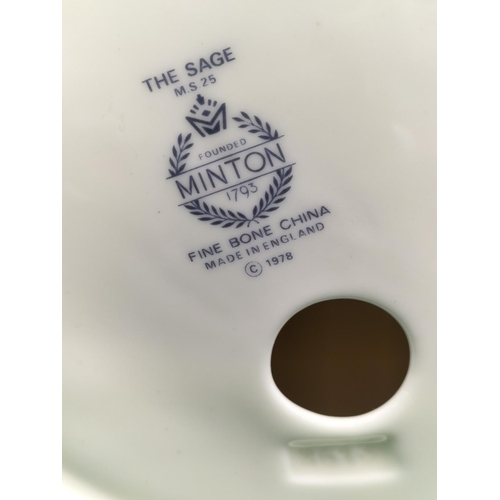 THE SAGE
M.S 25
FOUNDED
MINTON
1793
FINE BONE CHINA
MADE IN ENGLAND
© 1978